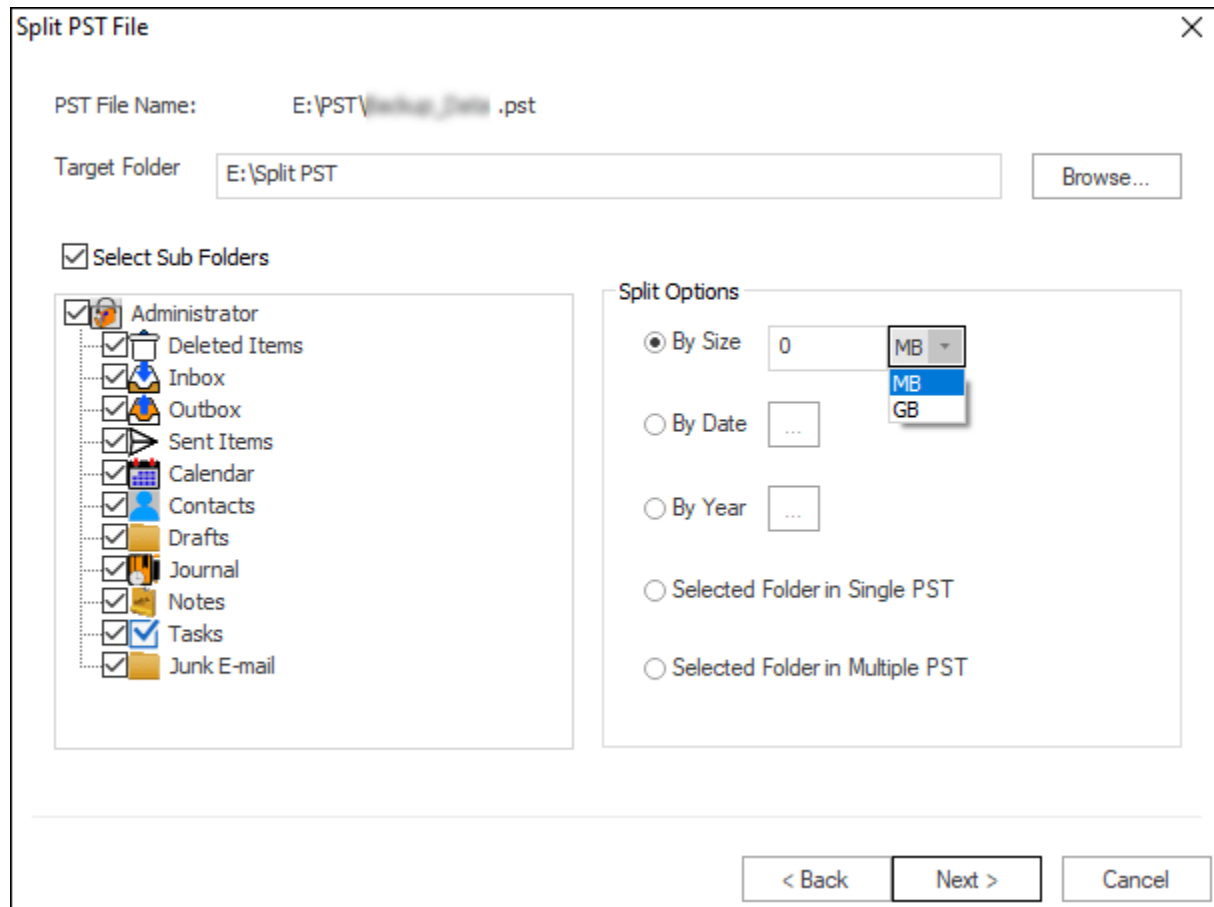 Split PST File
PST File Name: E:\PST\ .pst
Target Folder E:\Split PST Browse...
Select Sub Folders
Administrator
Deleted Items
Inbox
Outbox
Sent Items
Calendar
Contacts
Drafts
Journal
Notes
Tasks
Junk E-mail
Split Options
By Size 0 MB
MB
GB
By Date ...
By Year ...
Selected Folder in Single PST
Selected Folder in Multiple PST
< Back Next > Cancel